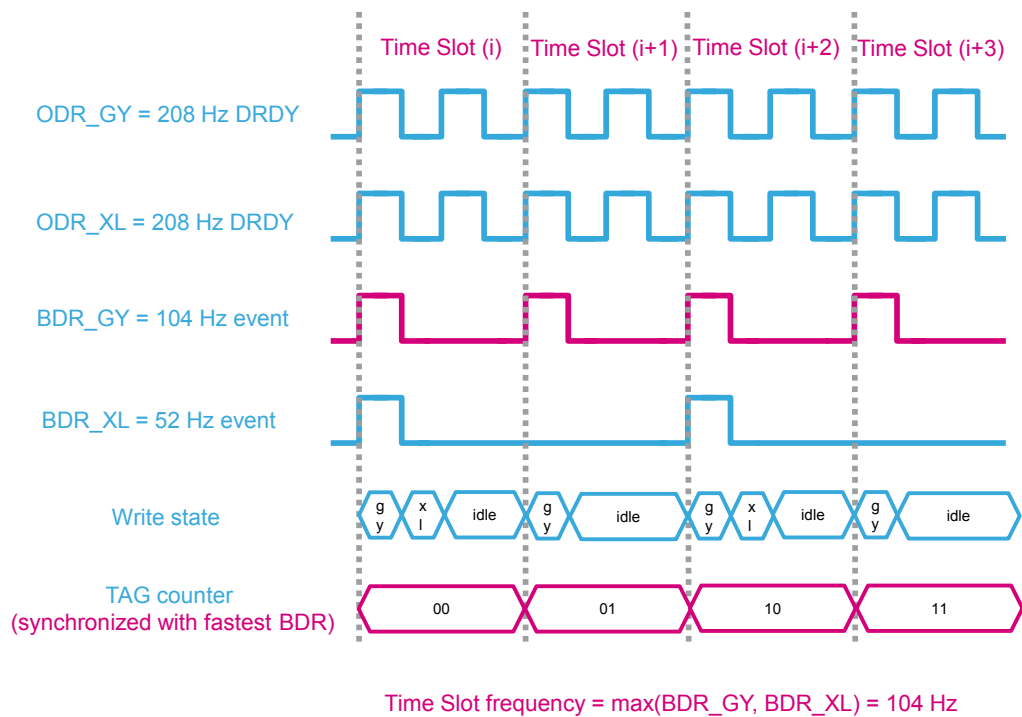 Time Slot (i) Time Slot (i+1) Time Slot (i+2) Time Slot (i+3)
ODR_GY = 208 Hz DRDY
ODR_XL = 208 Hz DRDY
BDR_GY = 104 Hz event
BDR_XL = 52 Hz event
Write state
g
y
x
l
idle
g
y
idle
g
y
x
l
idle
g
y
idle
TAG counter
(synchronized with fastest BDR)
00 01 10 11
Time Slot frequency = max(BDR_GY, BDR_XL) = 104 Hz